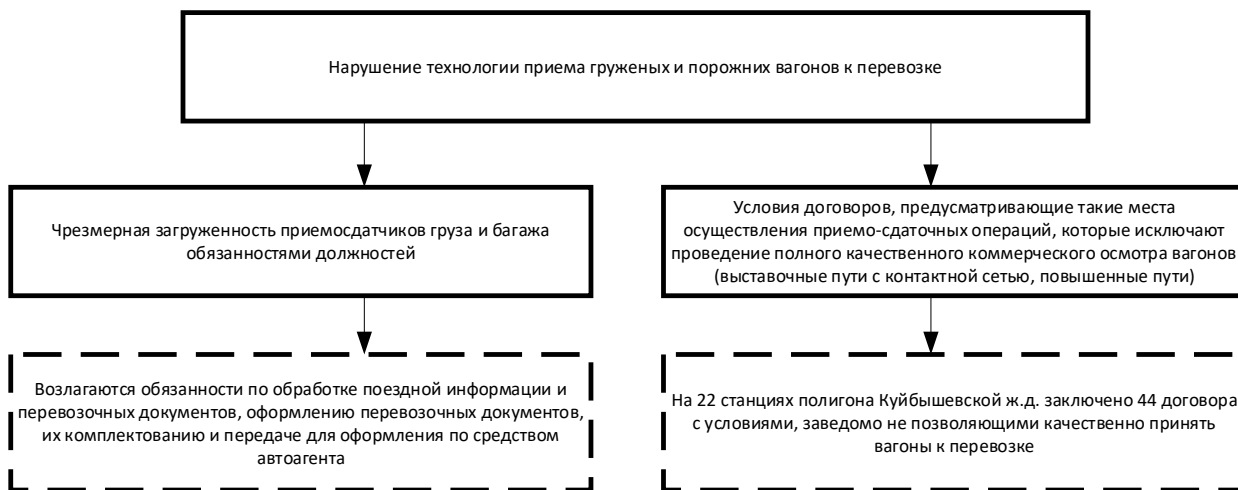 Нарушение технологии приема груженых и порожних вагонов к перевозке
Чрезмерная загруженность приемосдатчиков груза и багажа
обязанностями должностей
Условия договоров, предусматривающие такие места
осуществления приемо-сдаточных операций, которые исключают
проведение полного качественного коммерческого осмотра вагонов
(выставочные пути с контактной сетью, повышенные пути)
Возлагаются обязанности по обработке поездной информации и
перевозочных документов, оформлению перевозочных документов,
их комплектованию и передаче для оформления по средством
автоагента
На 22 станциях полигона Куйбышевской ж.д. заключено 44 договора
с условиями, заведомо не позволяющими качественно принять
вагоны к перевозке